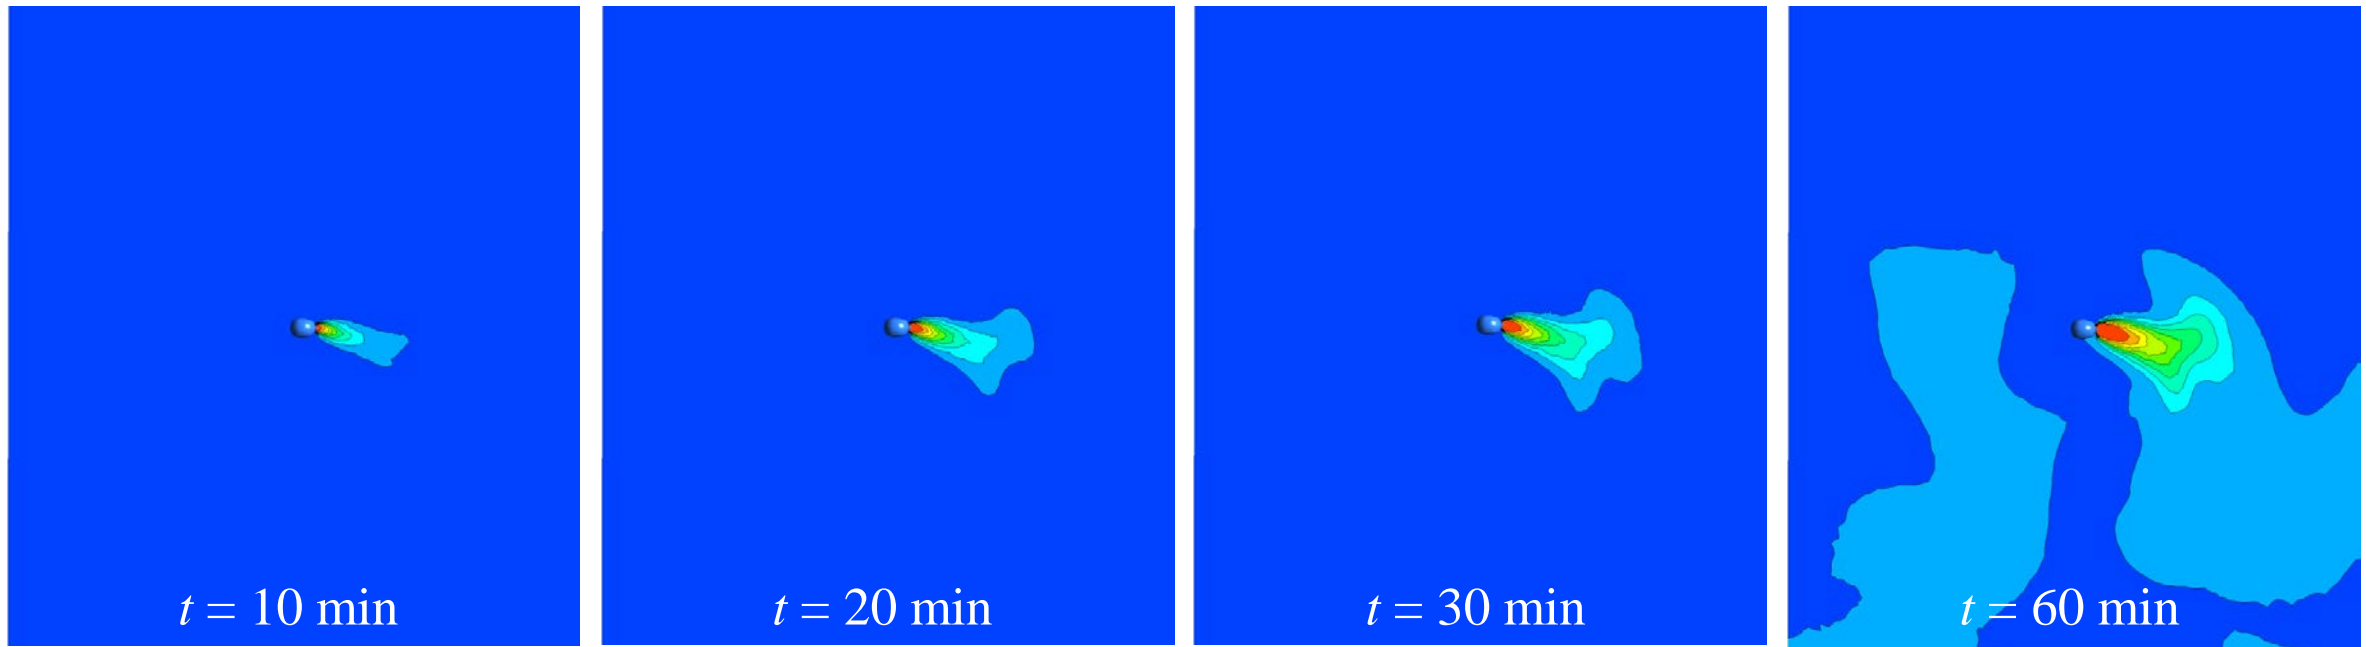 t = 10 min
t = 20 min
t = 30 min
t = 60 min